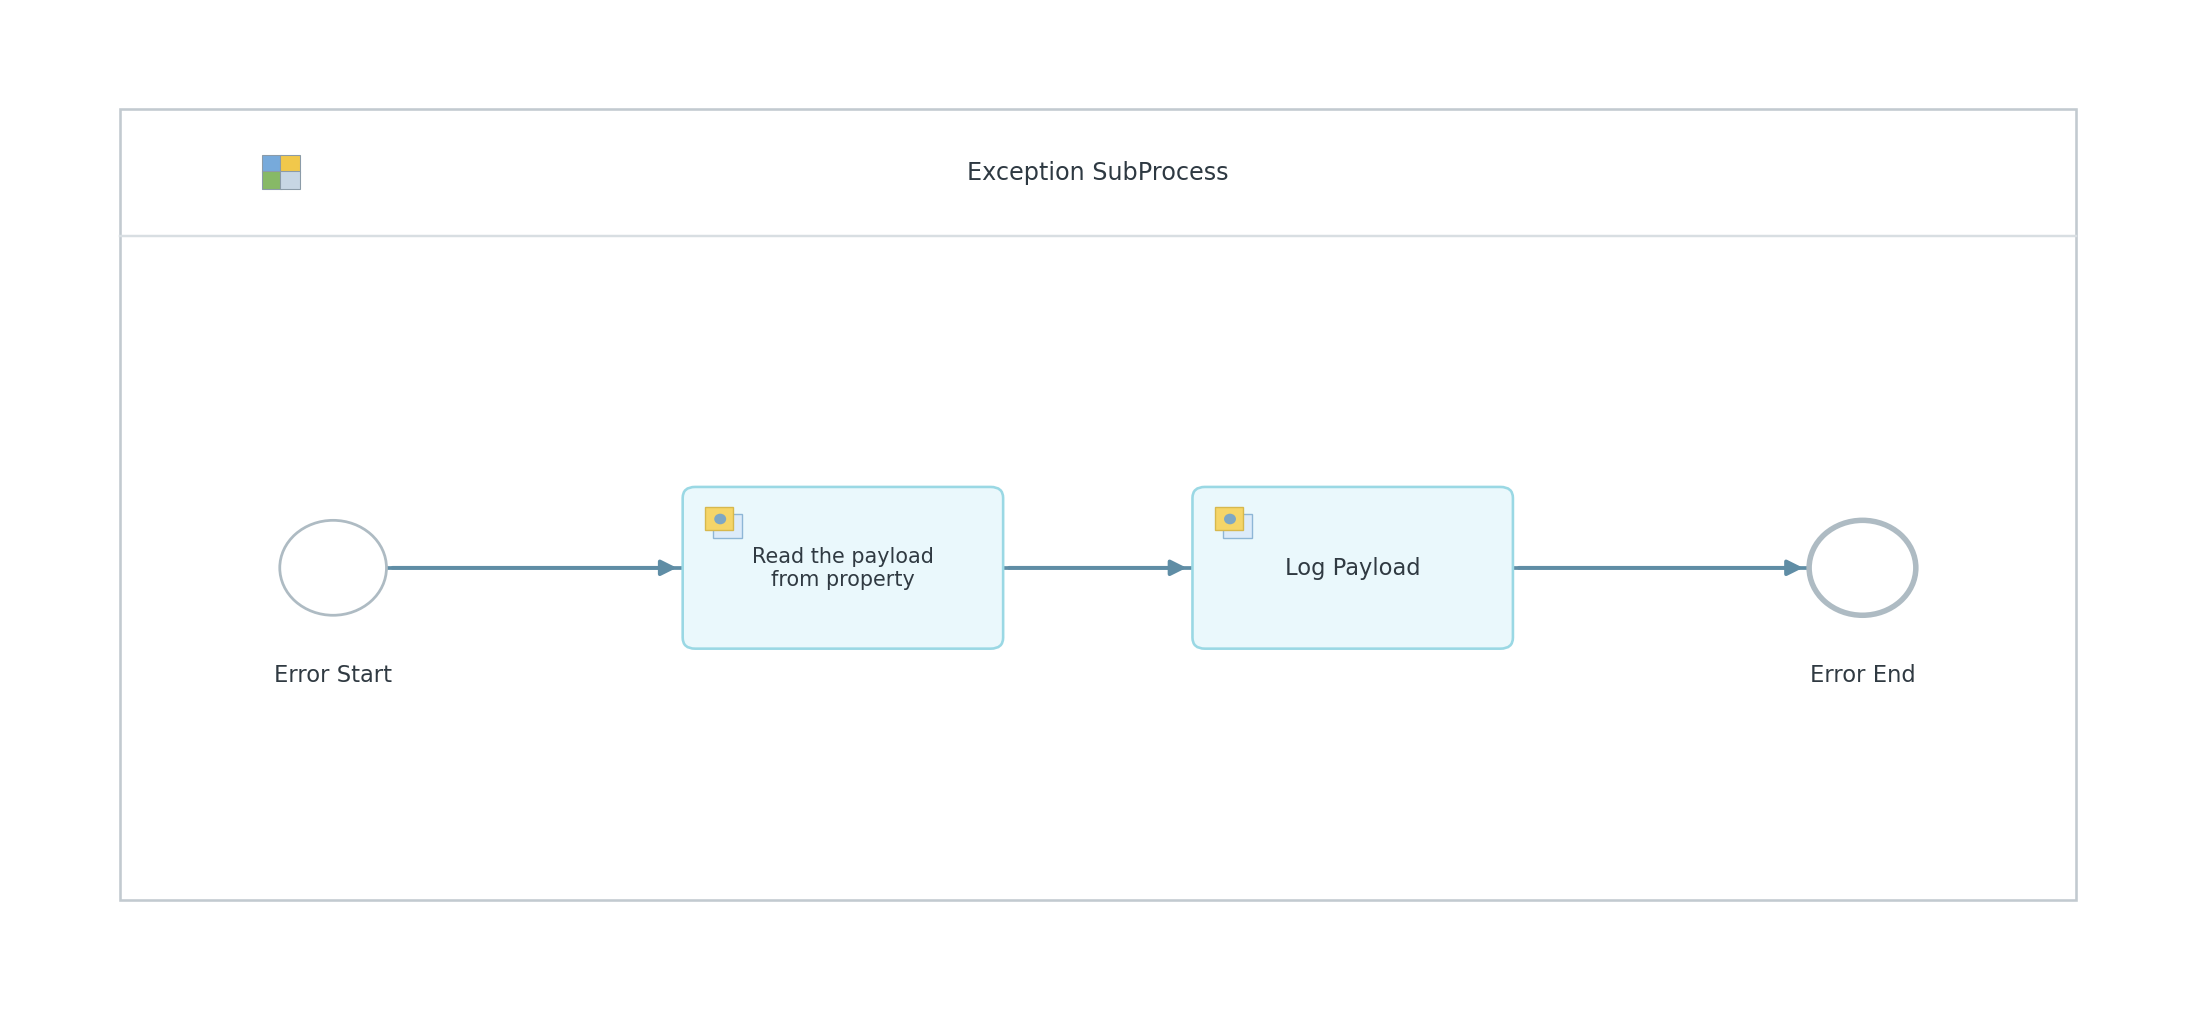 Exception SubProcess
Read the payload
from property
Log Payload
Error Start
Error End